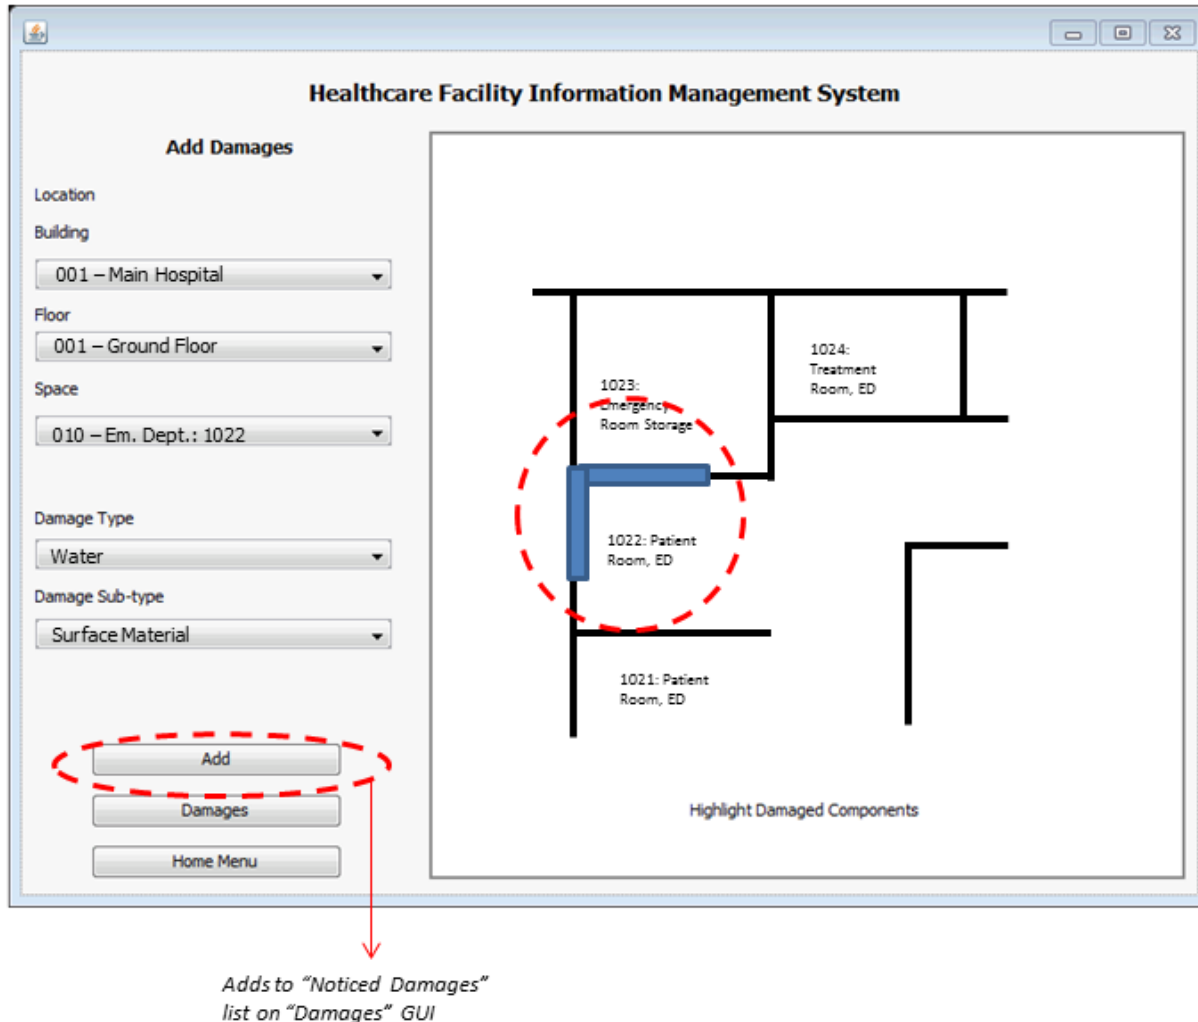 Healthcare Facility Information Management System
Add Damages
Location
Building
001 – Main Hospital
Floor
001 – Ground Floor
Space
010 – Em. Dept.: 1022
Damage Type
Water
Damage Sub-type
Surface Material
Add
Damages
Home Menu
1023:
Emergency
Room Storage
1024:
Treatment
Room, ED
1022: Patient
Room, ED
1021: Patient
Room, ED
Highlight Damaged Components
Adds to “Noticed Damages”
list on “Damages” GUI